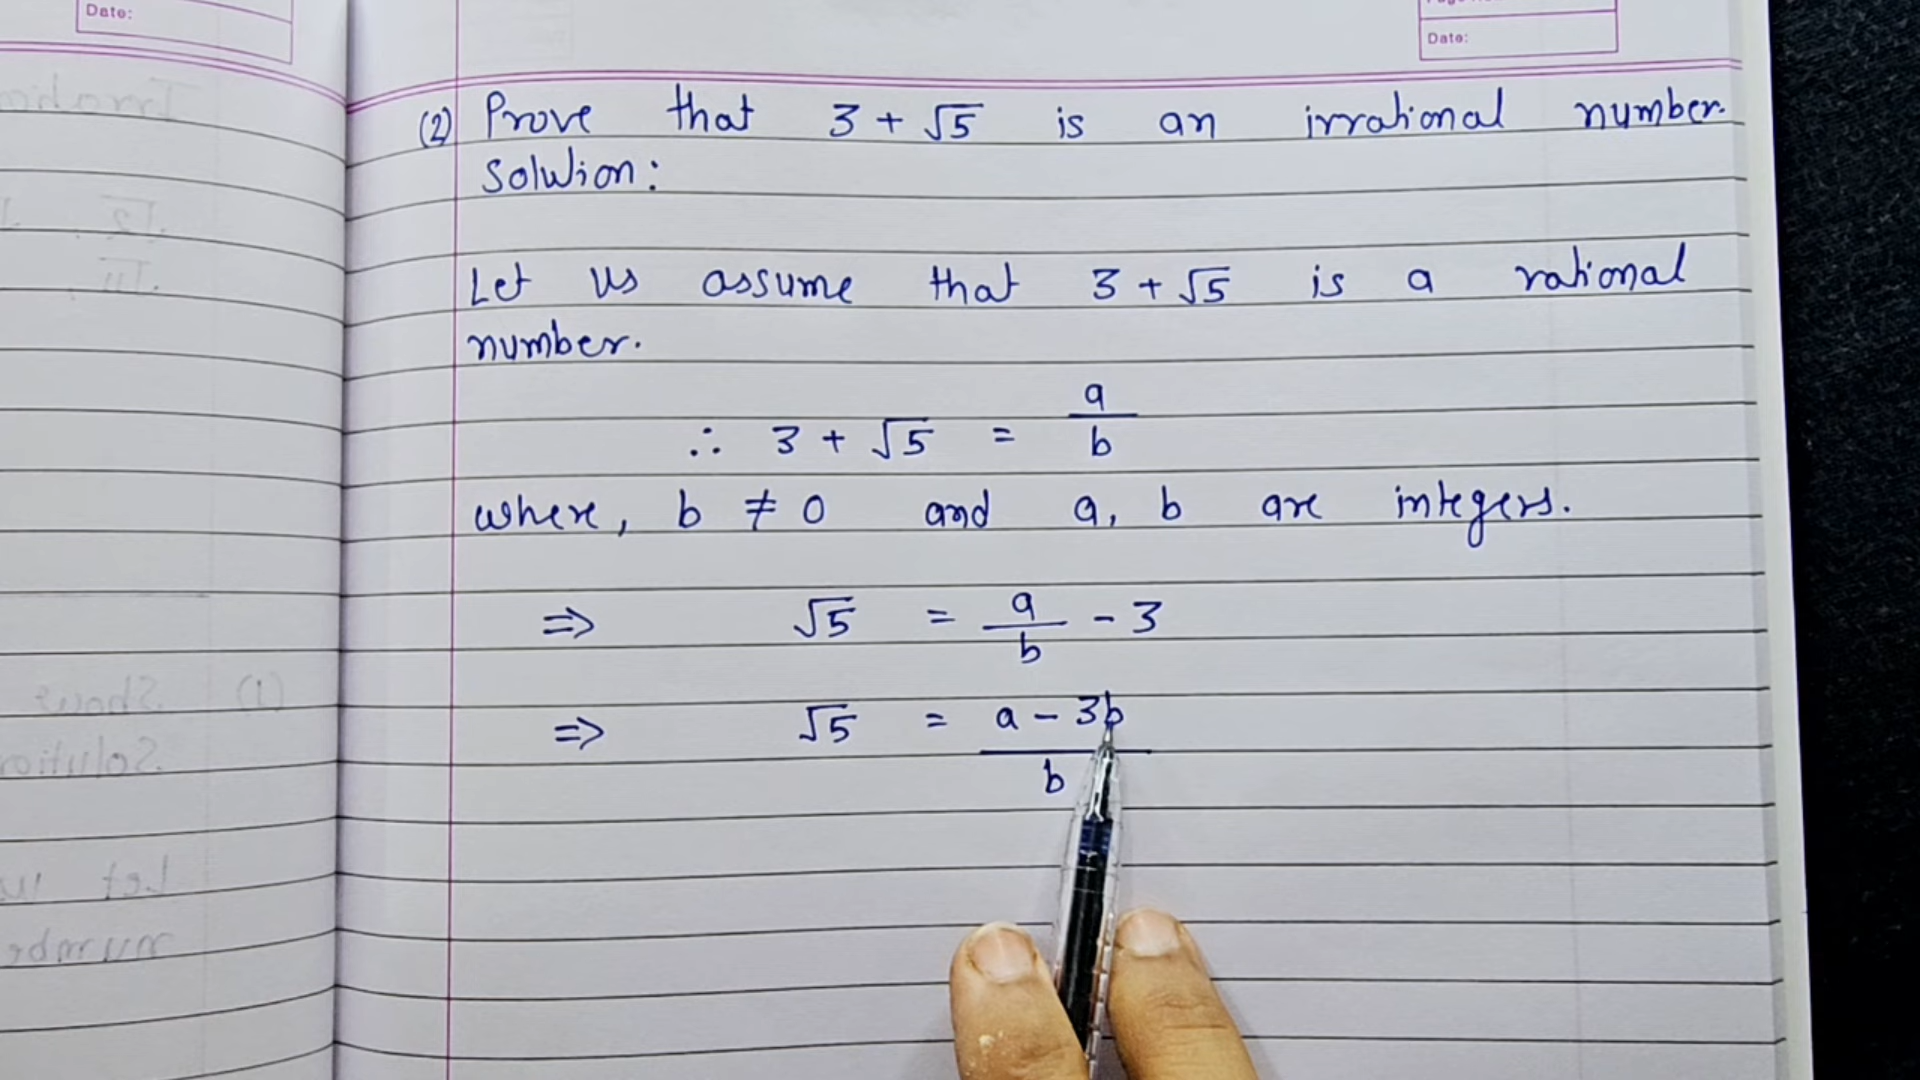 Date:
Date:
(2) Prove that 3 + √5 is an irrational number.
Solution:
Let us assume that 3 + √5 is a rational
number.
∴ 3 + √5 = a/b
where, b ≠ 0 and a, b are integers.
⇒ √5 = a/b - 3
⇒ √5 = a - 3b/b